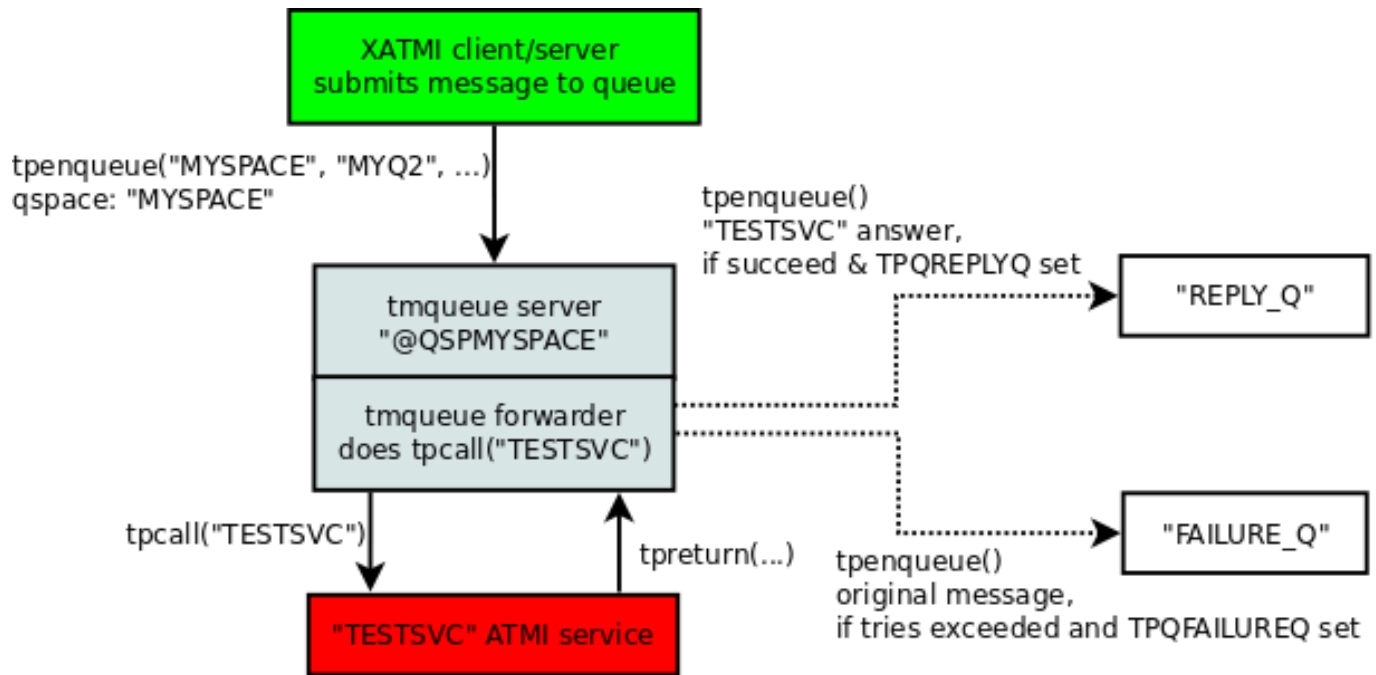 XATMI client/server
submits message to queue
tpenqueue("MYSPACE", "MYQ2", ...)
qspace: "MYSPACE"
tpenqueue()
"TESTSVC" answer,
if succeed & TPQREPLYQ set
tmqueue server
"@QSPMYSPACE"
"REPLY_Q"
tmqueue forwarder
does tpcall("TESTSVC")
tpcall("TESTSVC")
tpreturn(...)
"FAILURE_Q"
tpenqueue()
original message,
if tries exceeded and TPQFAILUREQ set
"TESTSVC" ATMI service